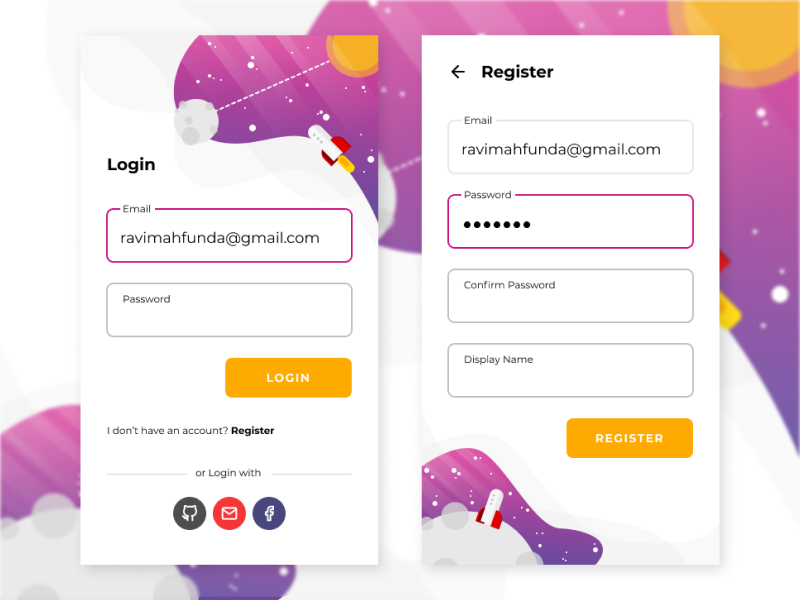 Login
Email
ravimahfunda@gmail.com
Password
LOGIN
I don't have an account? Register
or Login with
Register
Email
ravimahfunda@gmail.com
Password
•••••••
Confirm Password
Display Name
REGISTER